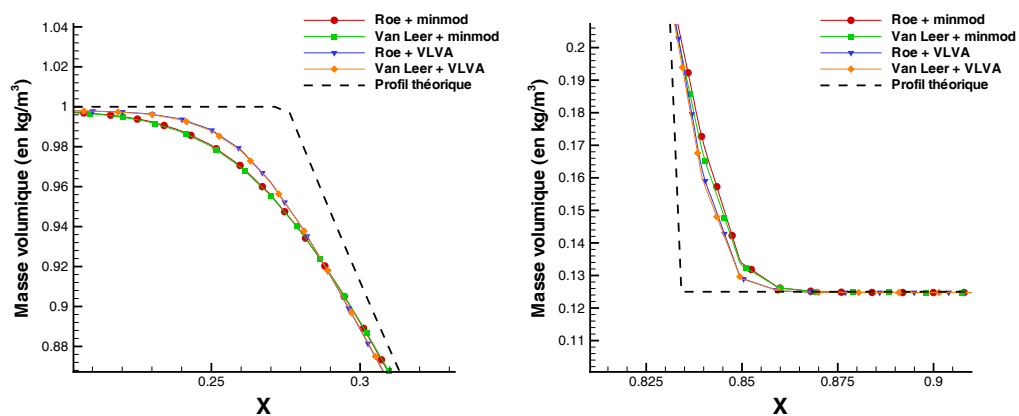 Roe + minmod
Van Leer + minmod
Roe + VLVA
Van Leer + VLVA
Profil théorique
Masse volumique (en kg/m³)
1.04
1.02
1
0.98
0.96
0.94
0.92
0.9
0.88
0.25
0.3
X
Roe + minmod
Van Leer + minmod
Roe + VLVA
Van Leer + VLVA
Profil théorique
Masse volumique (en kg/m³)
0.2
0.19
0.18
0.17
0.16
0.15
0.14
0.13
0.12
0.11
0.825
0.85
0.875
0.9
X